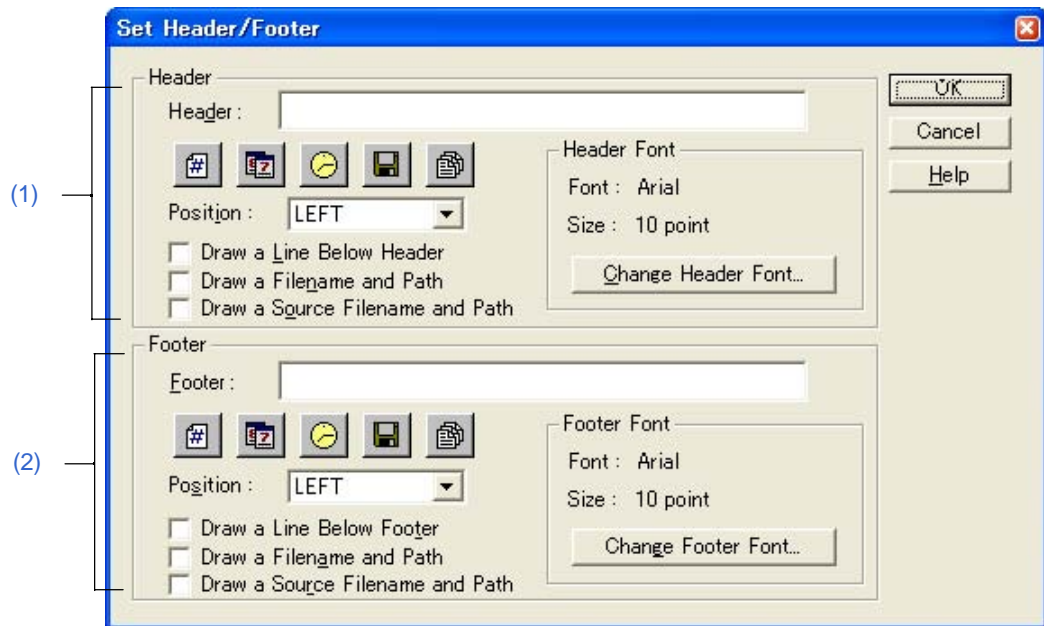 Set Header/Footer
Header
Header :
OK
Cancel
Help
Header Font
Font : Arial
Size : 10 point
Change Header Font...
(1)
Position :
LEFT
Draw a Line Below Header
Draw a Filename and Path
Draw a Source Filename and Path
Footer
Footer :
Footer Font
Font : Arial
Size : 10 point
Change Footer Font...
(2)
Position :
LEFT
Draw a Line Below Footer
Draw a Filename and Path
Draw a Source Filename and Path